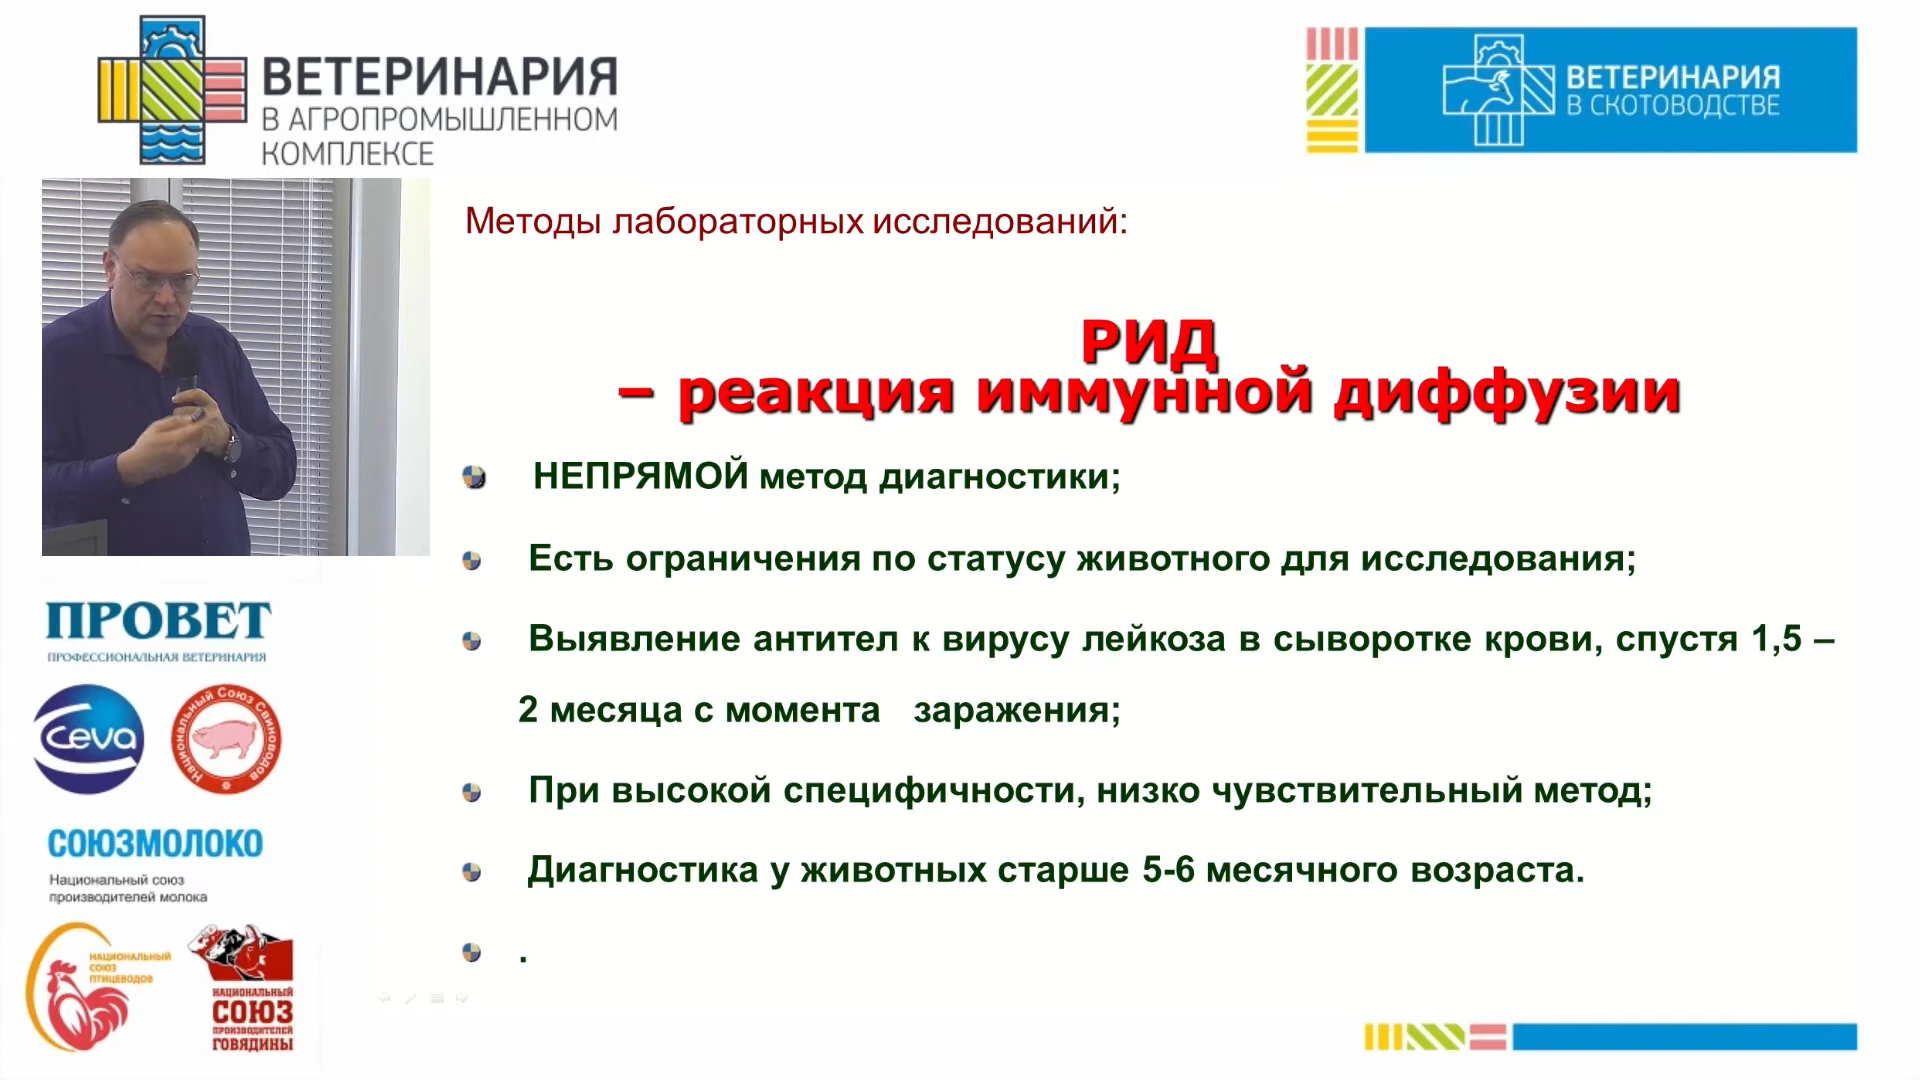 ВЕТЕРИНАРИЯ
В АГРОПРОМЫШЛЕННОМ
КОМПЛЕКСЕ
ВЕТЕРИНАРИЯ
В СКОТОВОДСТВЕ
Методы лабораторных исследований:
РИД
– реакция иммунной диффузии
НЕПРЯМОЙ метод диагностики;
Есть ограничения по статусу животного для исследования;
Выявление антител к вирусу лейкоза в сыворотке крови, спустя 1,5 –
2 месяца с момента заражения;
При высокой специфичности, низко чувствительный метод;
Диагностика у животных старше 5-6 месячного возраста.
.
ПРОВЕТ
ПРОФЕССИОНАЛЬНАЯ ВЕТЕРИНАРИЯ
Ceva
Национальный Союз Свиноводов
СОЮЗМОЛОКО
Национальный союз
производителей молока
НАЦИОНАЛЬНЫЙ
СОЮЗ
ПТИЦЕВОДОВ
НАЦИОНАЛЬНЫЙ
СОЮЗ
ПРОИЗВОДИТЕЛЕЙ
ГОВЯДИНЫ